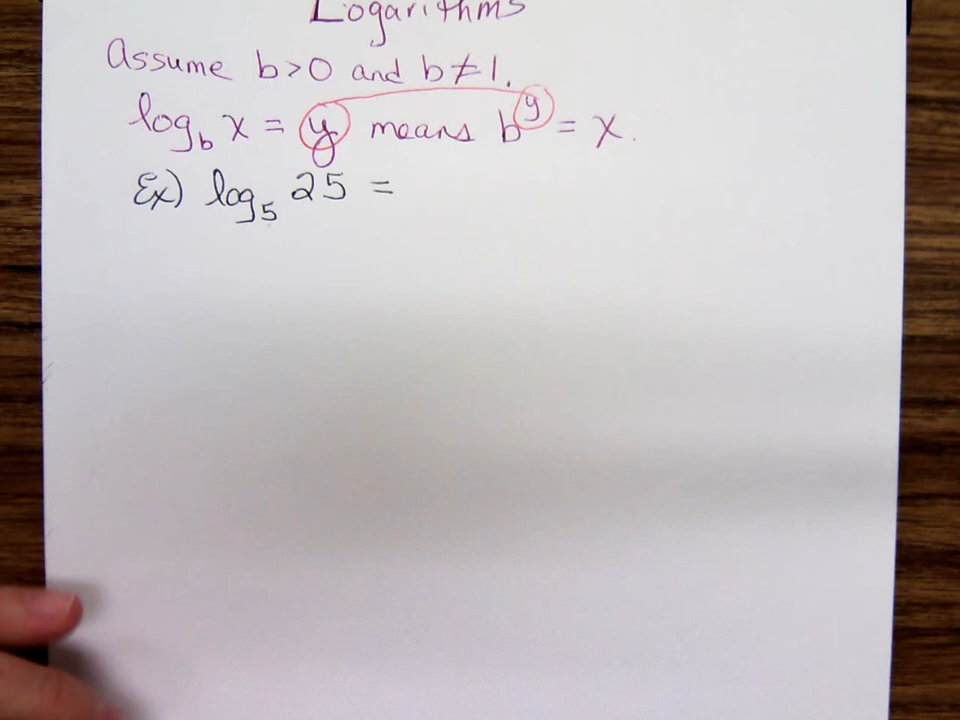 Logarithms
Assume b>0 and b≠1.
log_b x = y means b^y = x.
Ex) log_5 25 =